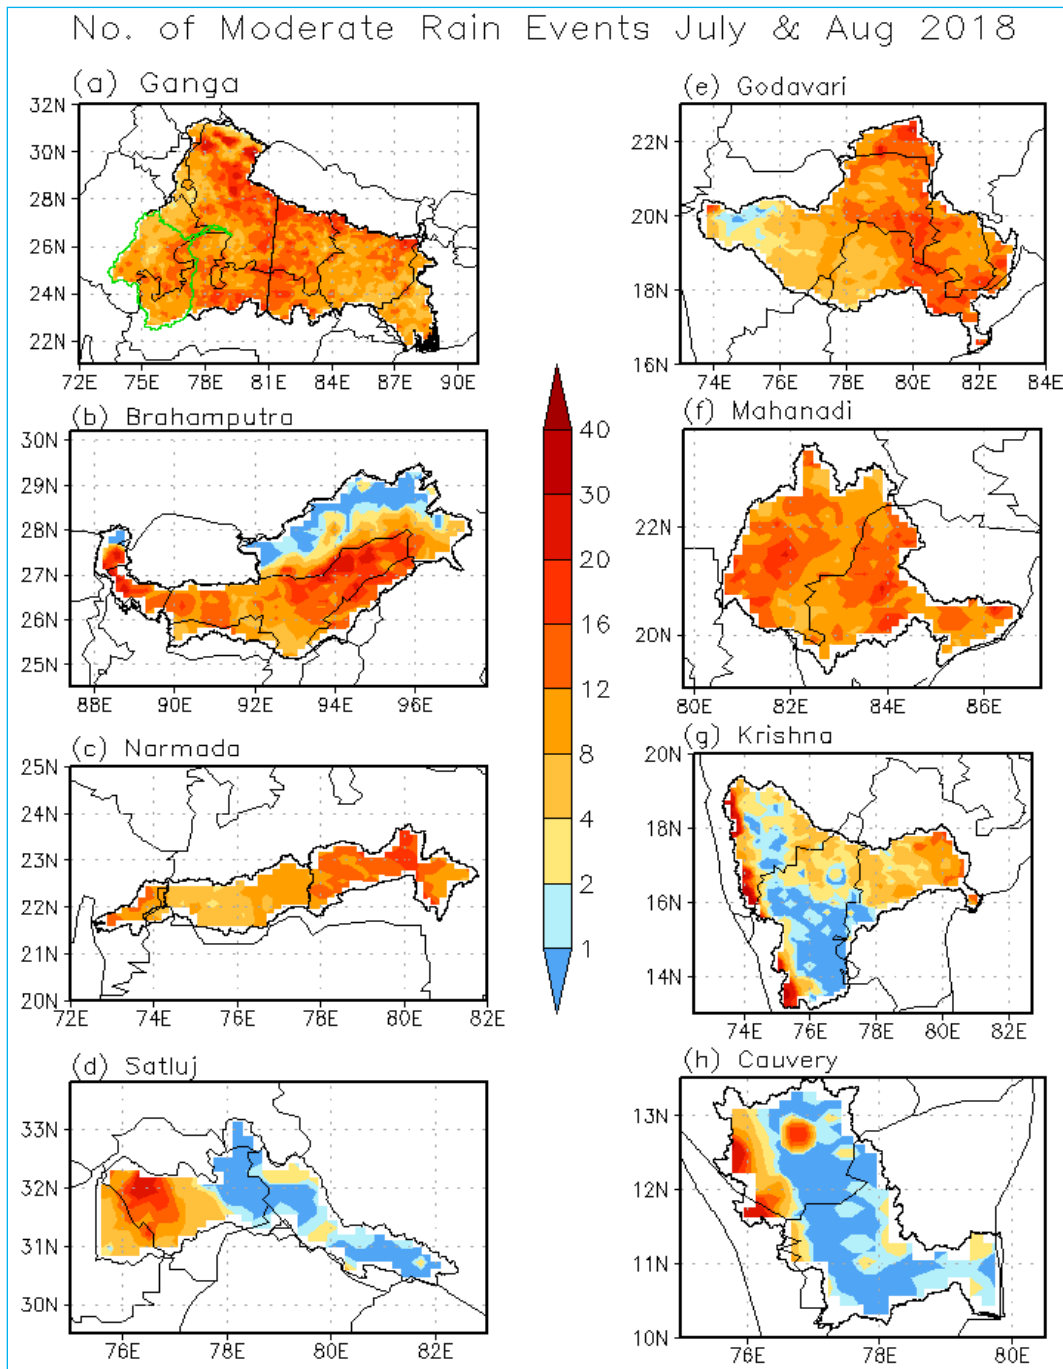 No. of Moderate Rain Events July & Aug 2018
(a) Ganga
32N
30N
28N
26N
24N
22N
72E 75E 78E 81E 84E 87E 90E
(b) Brahamputra
30N
29N
28N
27N
26N
25N
88E 90E 92E 94E 96E
(c) Narmada
25N
24N
23N
22N
21N
20N
72E 74E 76E 78E 80E 82E
(d) Satluj
33N
32N
31N
30N
76E 78E 80E 82E
40
30
20
16
12
8
4
2
1
(e) Godavari
22N
20N
18N
16N
74E 76E 78E 80E 82E 84E
(f) Mahanadi
22N
20N
80E 82E 84E 86E
(g) Krishna
20N
18N
16N
14N
74E 76E 78E 80E 82E
(h) Cauvery
13N
12N
11N
10N
76E 78E 80E